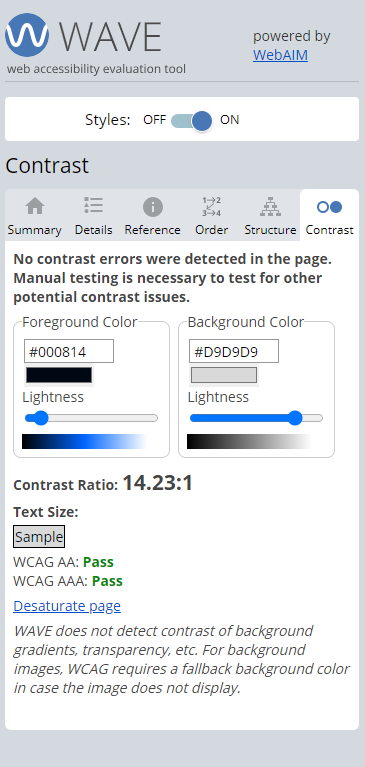 WAVE
web accessibility evaluation tool
powered by
WebAIM
Styles: OFF ON
Contrast
Summary Details Reference Order Structure Contrast
1→2
3→4
No contrast errors were detected in the page.
Manual testing is necessary to test for other
potential contrast issues.
Foreground Color
#000814
Lightness
Background Color
#D9D9D9
Lightness
Contrast Ratio: 14.23:1
Text Size:
Sample
WCAG AA: Pass
WCAG AAA: Pass
Desaturate page
WAVE does not detect contrast of background
gradients, transparency, etc. For background
images, WCAG requires a fallback background color
in case the image does not display.